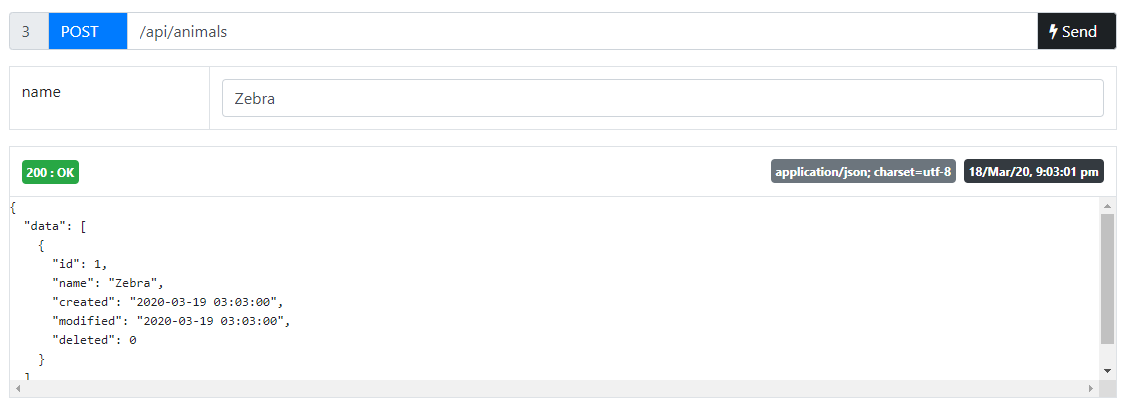 3 POST /api/animals Send
name Zebra
200 : OK application/json; charset=utf-8 18/Mar/20, 9:03:01 pm
{
  "data": [
    {
      "id": 1,
      "name": "Zebra",
      "created": "2020-03-19 03:03:00",
      "modified": "2020-03-19 03:03:00",
      "deleted": 0
    }
  ]